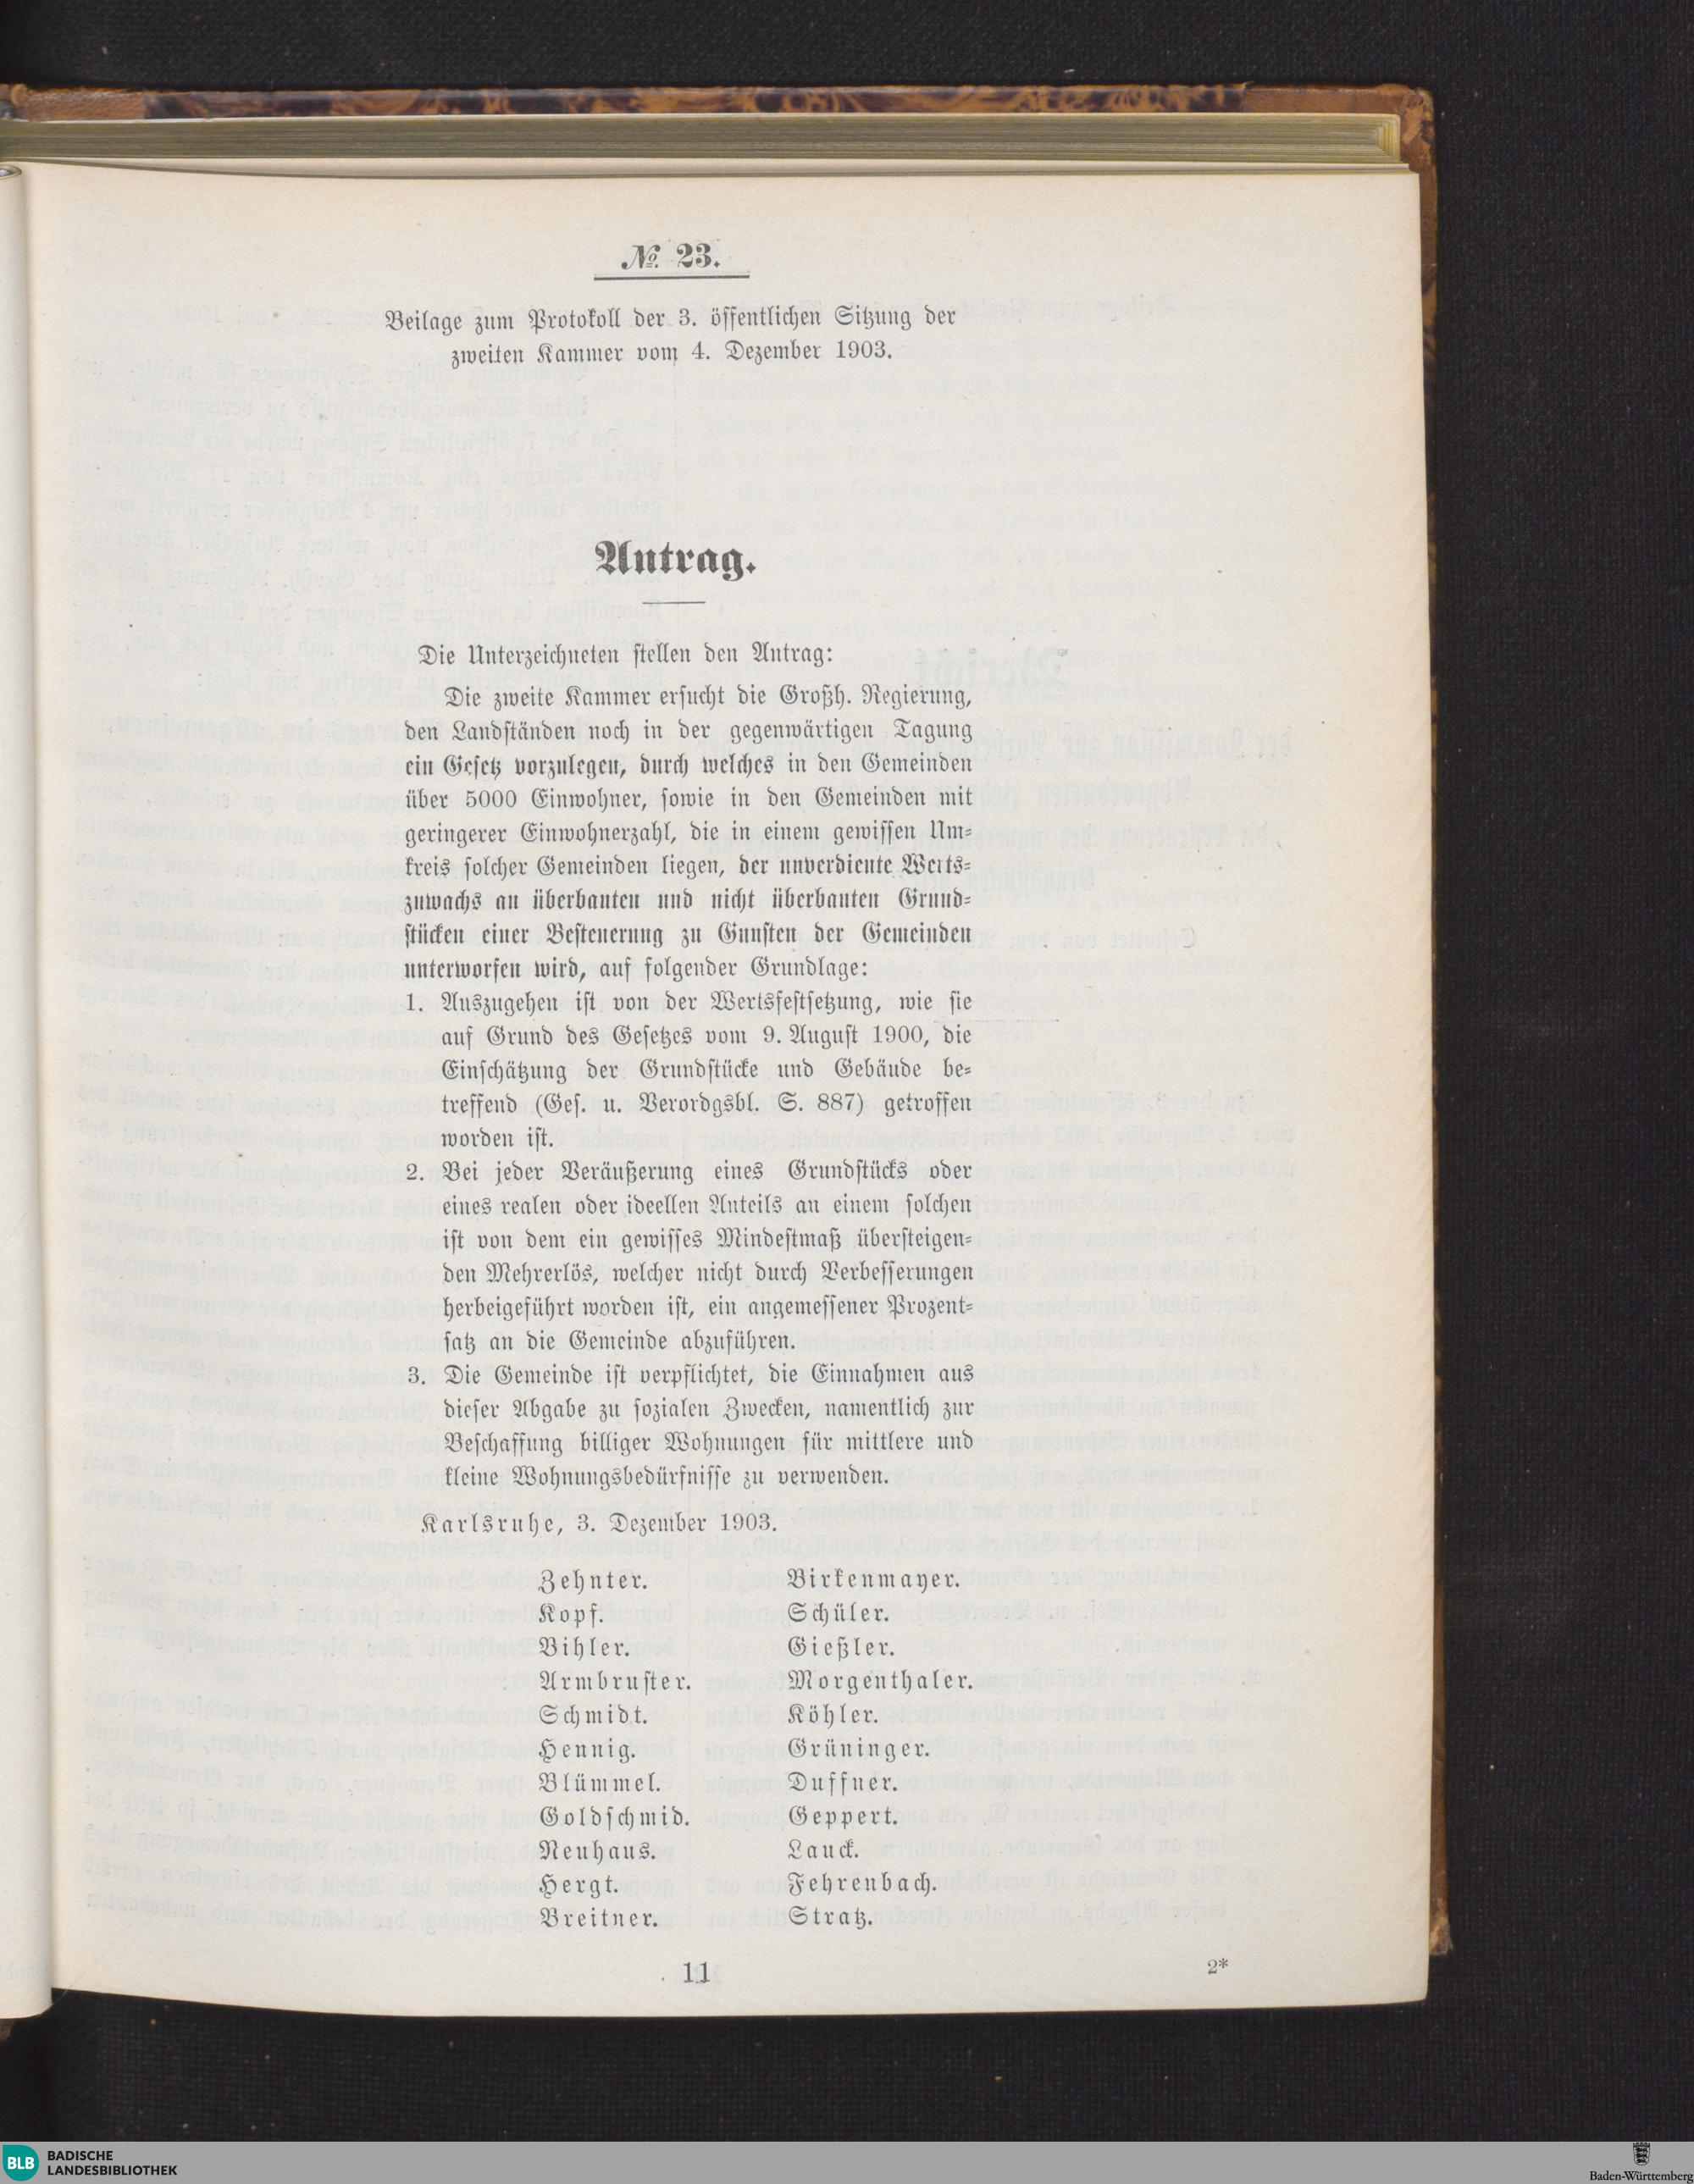 № 23.
Beilage zum Protokoll der 3. öffentlichen Sitzung der
zweiten Kammer vom 4. Dezember 1903.
Antrag.
Die Unterzeichneten stellen den Antrag:
Die zweite Kammer ersucht die Großh. Regierung,
den Landständen noch in der gegenwärtigen Tagung
ein Gesetz vorzulegen, durch welches in den Gemeinden
über 5000 Einwohner, sowie in den Gemeinden mit
geringerer Einwohnerzahl, die in einem gewissen Um-
kreis solcher Gemeinden liegen, der unverdiente Werts-
zuwachs an überbauten und nicht überbauten Grund-
stücken einer Besteuerung zu Gunsten der Gemeinden
unterworfen wird, auf folgender Grundlage:
1. Auszugehen ist von der Wertsfestsetzung, wie sie
auf Grund des Gesetzes vom 9. August 1900, die
Einschätzung der Grundstücke und Gebäude be-
treffend (Ges. u. Verordgsbl. S. 887) getroffen
worden ist.
2. Bei jeder Veräußerung eines Grundstücks oder
eines realen oder ideellen Anteils an einem solchen
ist von dem ein gewisses Mindestmaß übersteigen-
den Mehrerlös, welcher nicht durch Verbesserungen
herbeigeführt worden ist, ein angemessener Prozent-
satz an die Gemeinde abzuführen.
3. Die Gemeinde ist verpflichtet, die Einnahmen aus
dieser Abgabe zu sozialen Zwecken, namentlich zur
Beschaffung billiger Wohnungen für mittlere und
kleine Wohnungsbedürfnisse zu verwenden.
Karlsruhe, 3. Dezember 1903.
Zehnter. Birkenmayer.
Kopf. Schüler.
Bihler. Gießler.
Armbruster. Morgenthaler.
Schmidt. Köhler.
Hennig. Grüninger.
Blümmel. Duffner.
Goldschmid. Geppert.
Neuhaus. Lauck.
Hergt. Fehrenbach.
Breitner. Stratz.
11 2*
BLB BADISCHE
LANDESBIBLIOTHEK
Baden-Württemberg